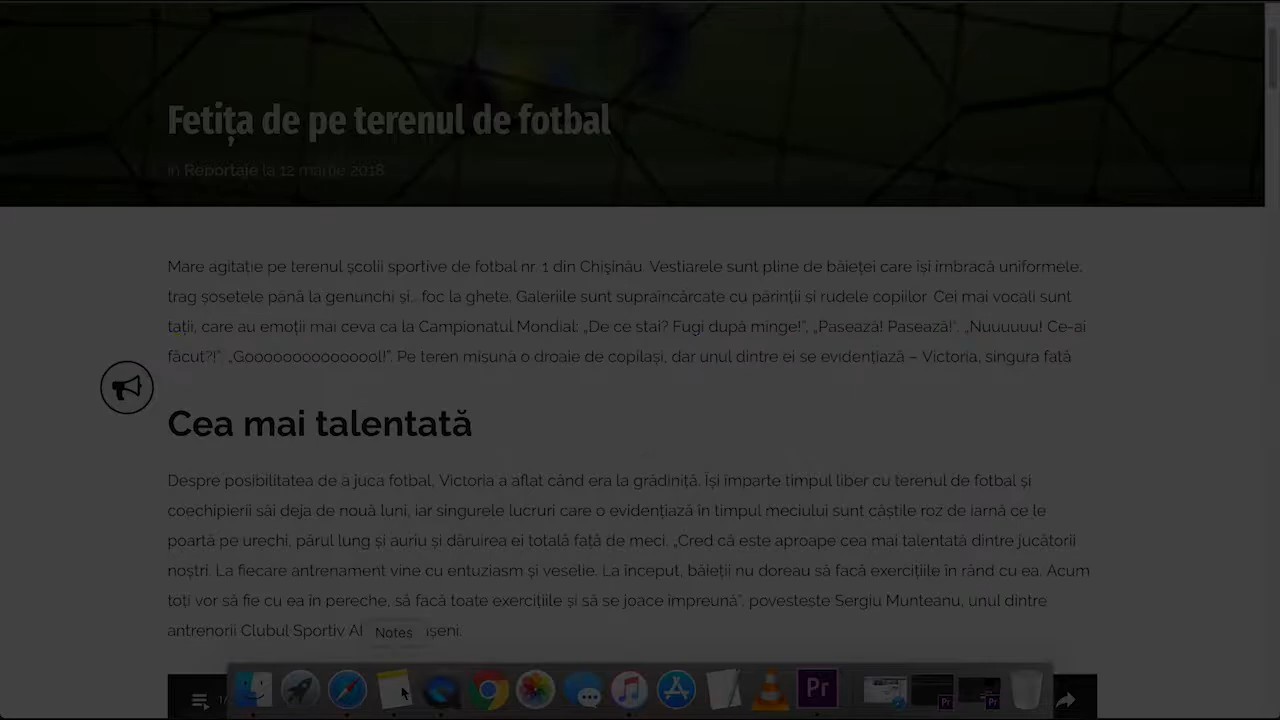 Fetița de pe terenul de fotbal
în Reportaje la 12 martie 2018
Mare agitație pe terenul școlii sportive de fotbal nr. 1 din Chișinău. Vestiarele sunt pline de băieței care își îmbracă uniformele,
trag șosetele până la genunchi și... foc la ghete. Galeriile sunt supraîncărcate cu părinții și rudele copiilor. Cei mai vocali sunt
tații, care au emoții mai ceva ca la Campionatul Mondial: „De ce stai? Fugi după minge!”, „Pasează! Pasează!”, „Nuuuuuu! Ce-ai
făcut?!”, „Goooooooooooooool!”. Pe teren mișună o droaie de copilași, dar unul dintre ei se evidențiază – Victoria, singura fată
Cea mai talentată
Despre posibilitatea de a juca fotbal, Victoria a aflat când era la grădiniță. Își împarte timpul liber cu terenul de fotbal și
coechipierii săi deja de nouă luni, iar singurele lucruri care o evidențiază în timpul meciului sunt căștile roz de iarnă ce le
poartă pe urechi, părul lung și auriu și dăruirea ei totală față de meci. „Cred că este aproape cea mai talentată dintre jucătorii
noștri. La fiecare antrenament vine cu entuziasm și veselie. La început, băieții nu doreau să facă exercițiile în rând cu ea. Acum
toți vor să fie cu ea în pereche, să facă toate exercițiile și să se joace împreună”, povestește Sergiu Munteanu, unul dintre
antrenorii Clubul Sportiv Al Notes ușeni.
Pr Pr Pr